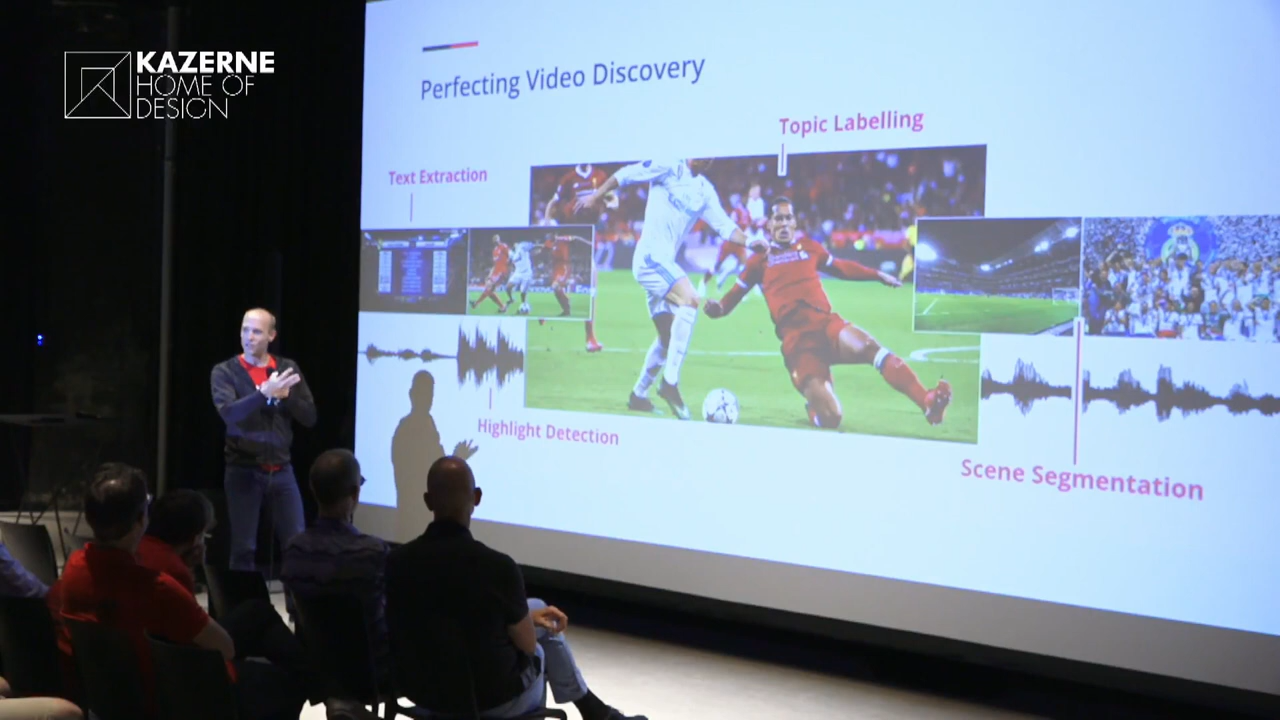 KAZERNE
HOME OF
DESIGN
Perfecting Video Discovery
Topic Labelling
Text Extraction
Highlight Detection
Scene Segmentation